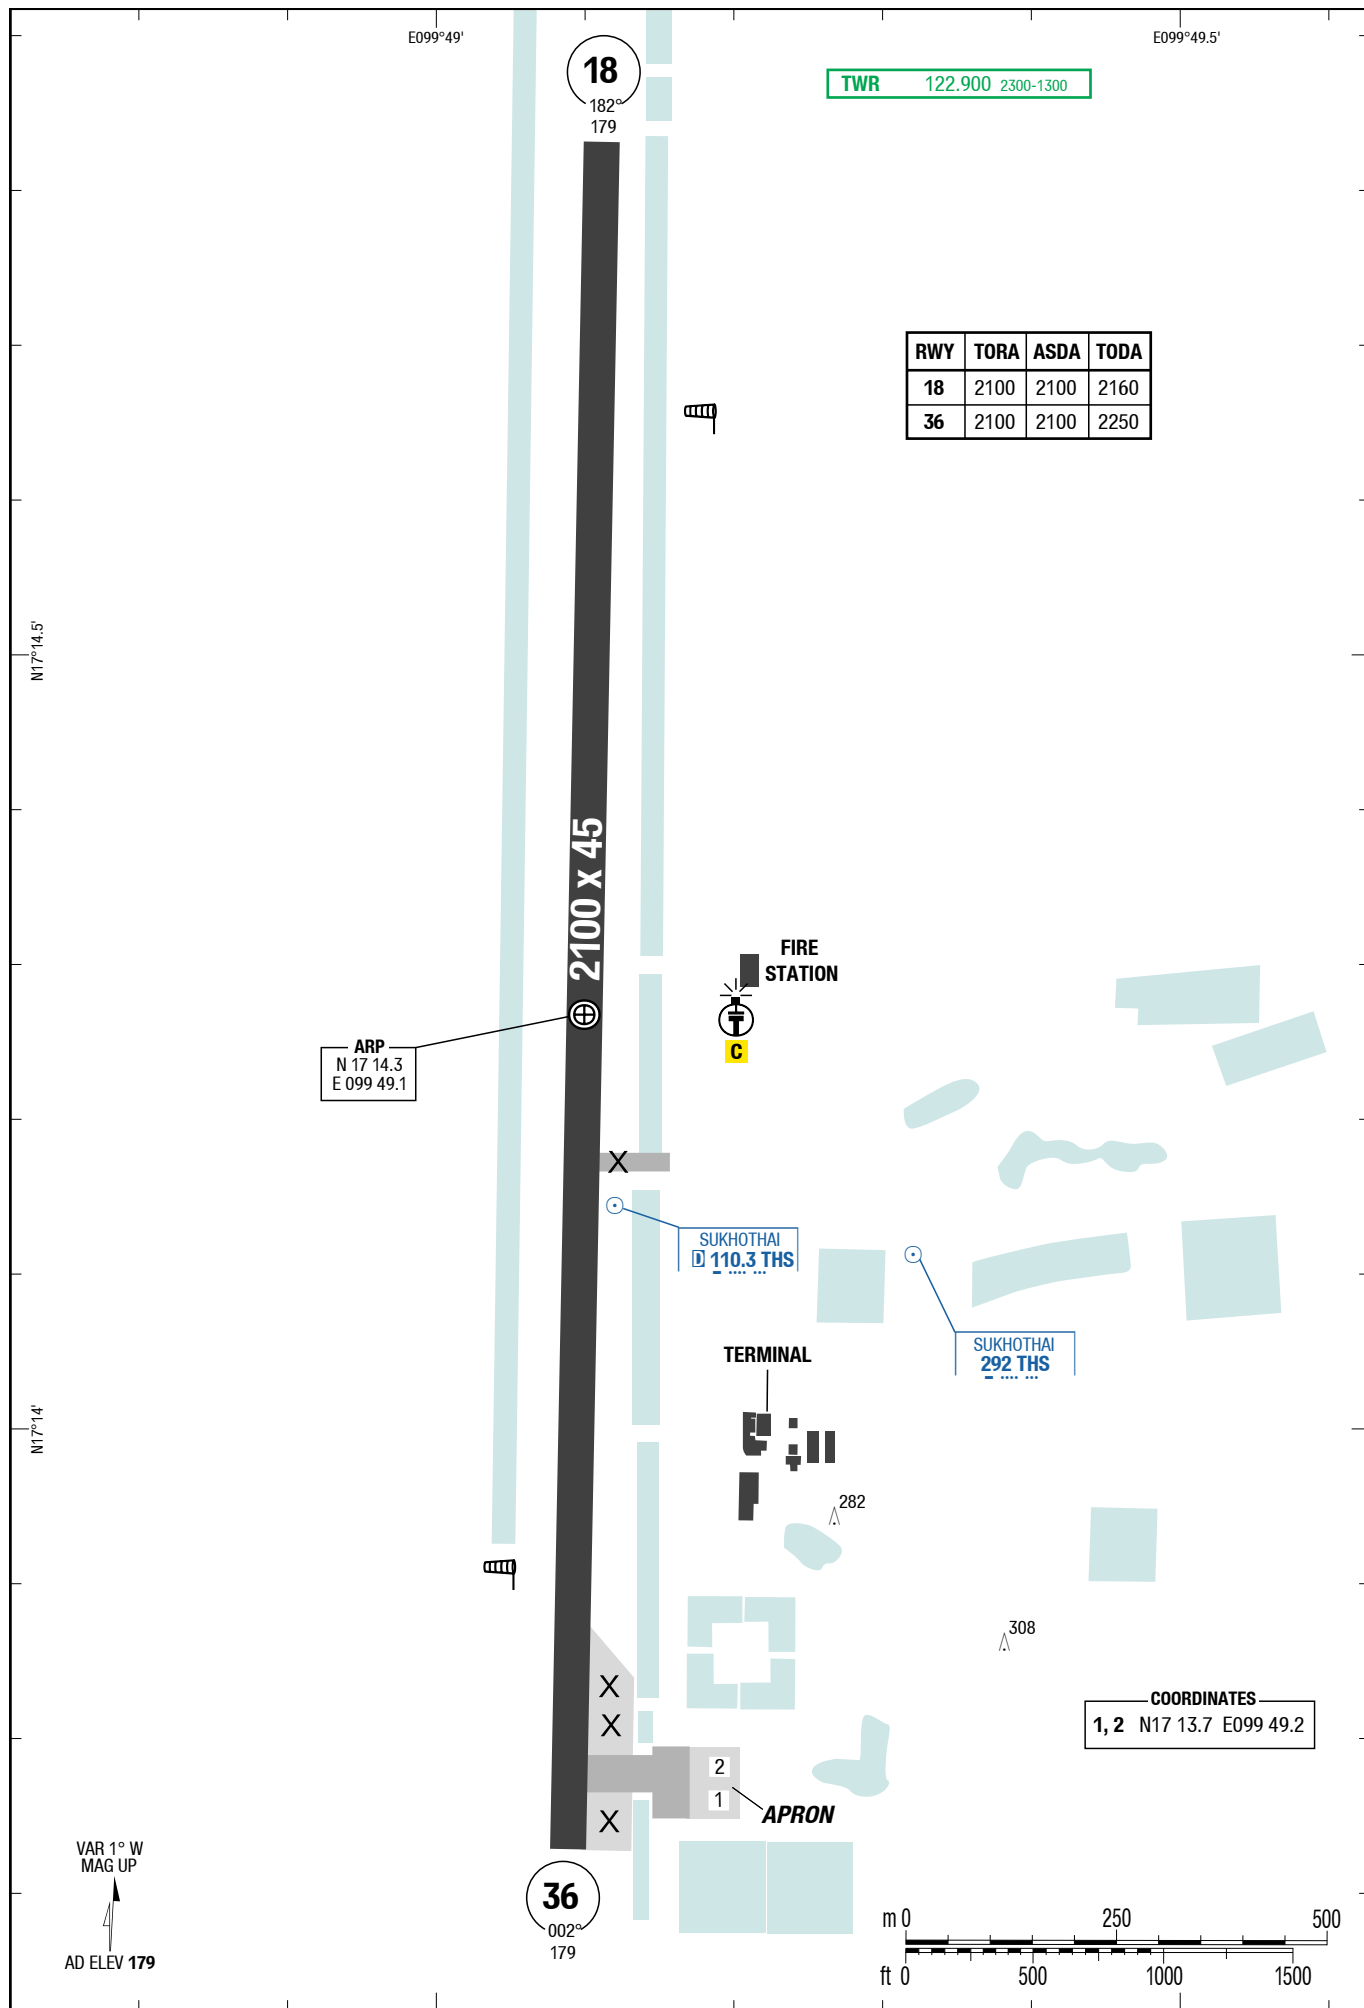 E099°49'
E099°49.5'
18
182°
179
TWR 122.900 2300-1300
RWY TORA ASDA TODA
18 2100 2100 2160
36 2100 2100 2250
N17°14.5'
2100 x 45
FIRE
STATION
C
ARP
N 17 14.3
E 099 49.1
X
SUKHOTHAI
D 110.3 THS
SUKHOTHAI
292 THS
TERMINAL
N17°14'
282
308
X
X
COORDINATES
1, 2 N17 13.7 E099 49.2
2
1
APRON
X
VAR 1° W
MAG UP
AD ELEV 179
36
002°
179
m 0 250 500
ft 0 500 1000 1500